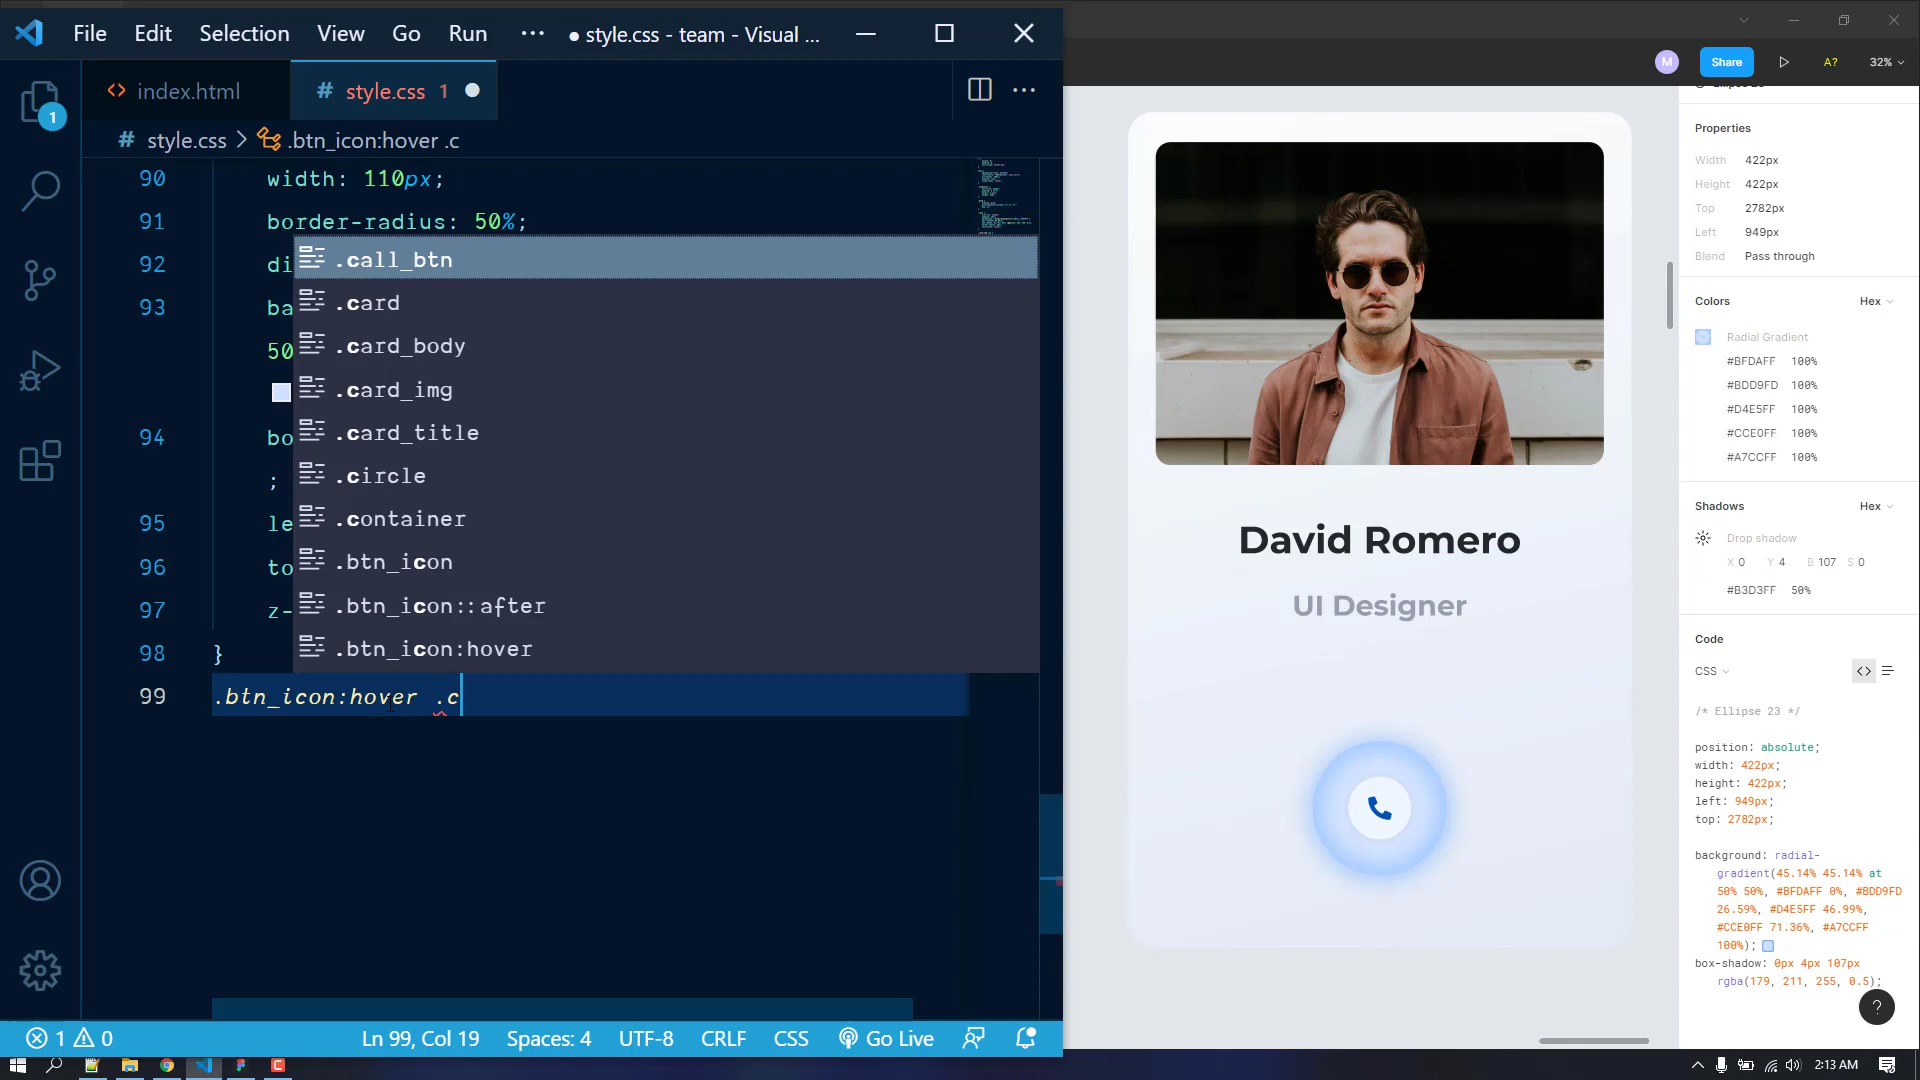 File Edit Selection View Go Run ··· ● style.css - team - Visual ...
<> index.html # style.css 1
# style.css > .btn_icon:hover .c
90 width: 110px;
91 border-radius: 50%;
92 di
93 ba
50
94 bo
;
95 le
96 to
97 z-
98 }
99 .btn_icon:hover .c
.call_btn
.card
.card_body
.card_img
.card_title
.circle
.container
.btn_icon
.btn_icon::after
.btn_icon:hover
1
1 0 Ln 99, Col 19 Spaces: 4 UTF-8 CRLF CSS Go Live
M Share A? 32%
David Romero
UI Designer
Properties
Width 422px
Height 422px
Top 2782px
Left 949px
Blend Pass through
Colors Hex
Radial Gradient
#BFDAFF 100%
#BDD9FD 100%
#D4E5FF 100%
#CCE0FF 100%
#A7CCFF 100%
Shadows Hex
Drop shadow
X 0 Y 4 B 107 S 0
#B3D3FF 50%
Code
CSS <>
/* Ellipse 23 */
position: absolute;
width: 422px;
height: 422px;
left: 949px;
top: 2782px;
background: radial-
gradient(45.14% 45.14% at
50% 50%, #BFDAFF 0%, #BDD9FD
26.59%, #D4E5FF 46.99%,
#CCE0FF 71.36%, #A7CCFF
100%);
box-shadow: 0px 4px 107px
rgba(179, 211, 255, 0.5);
?
2:13 AM